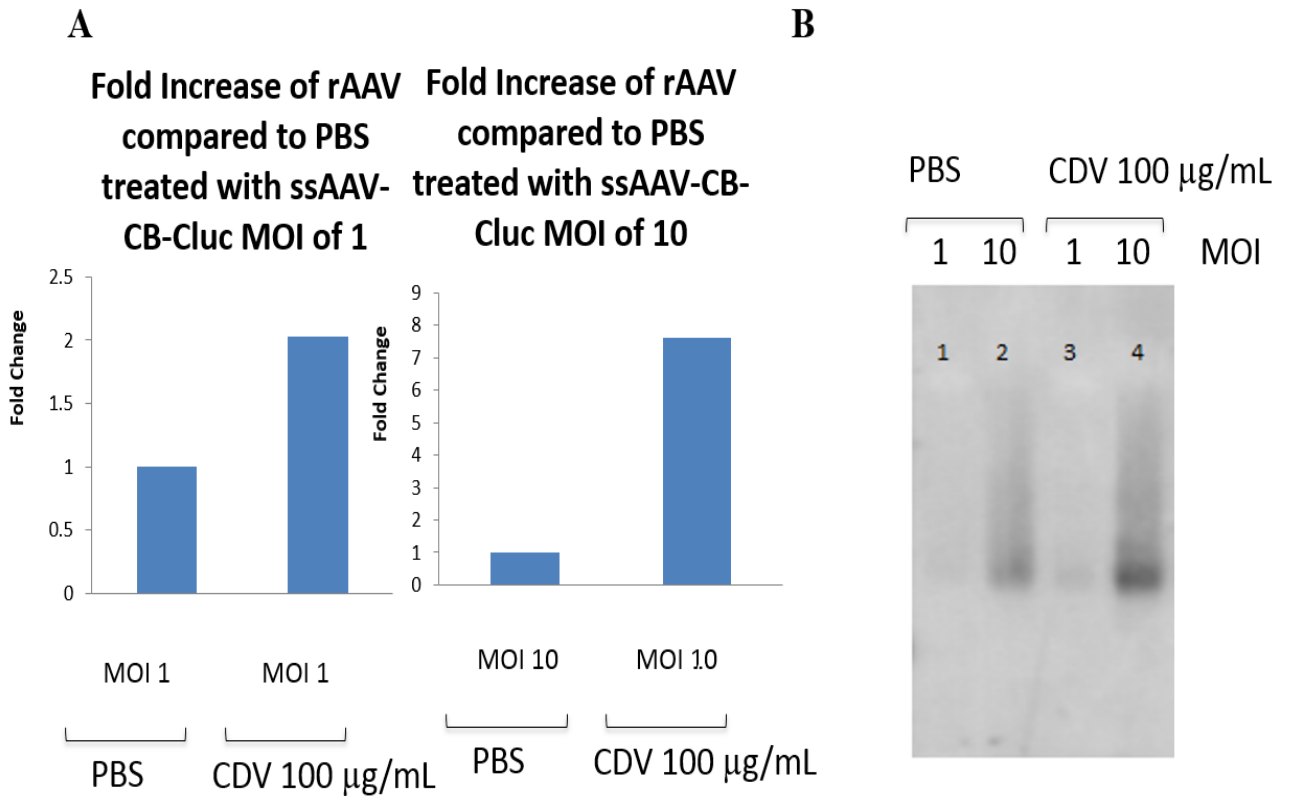 A
B
Fold Increase of rAAV
compared to PBS
treated with ssAAV-
CB-Cluc MOI of 1
Fold Increase of rAAV
compared to PBS
treated with ssAAV-CB-
Cluc MOI of 10
Fold Change
2.5
2
1.5
1
0.5
0
MOI 1
MOI 1
PBS
CDV 100 µg/mL
Fold Change
9
8
7
6
5
4
3
2
1
0
MOI 10
MOI 10
PBS
CDV 100 µg/mL
PBS
CDV 100 µg/mL
1 10 1 10 MOI
1 2 3 4